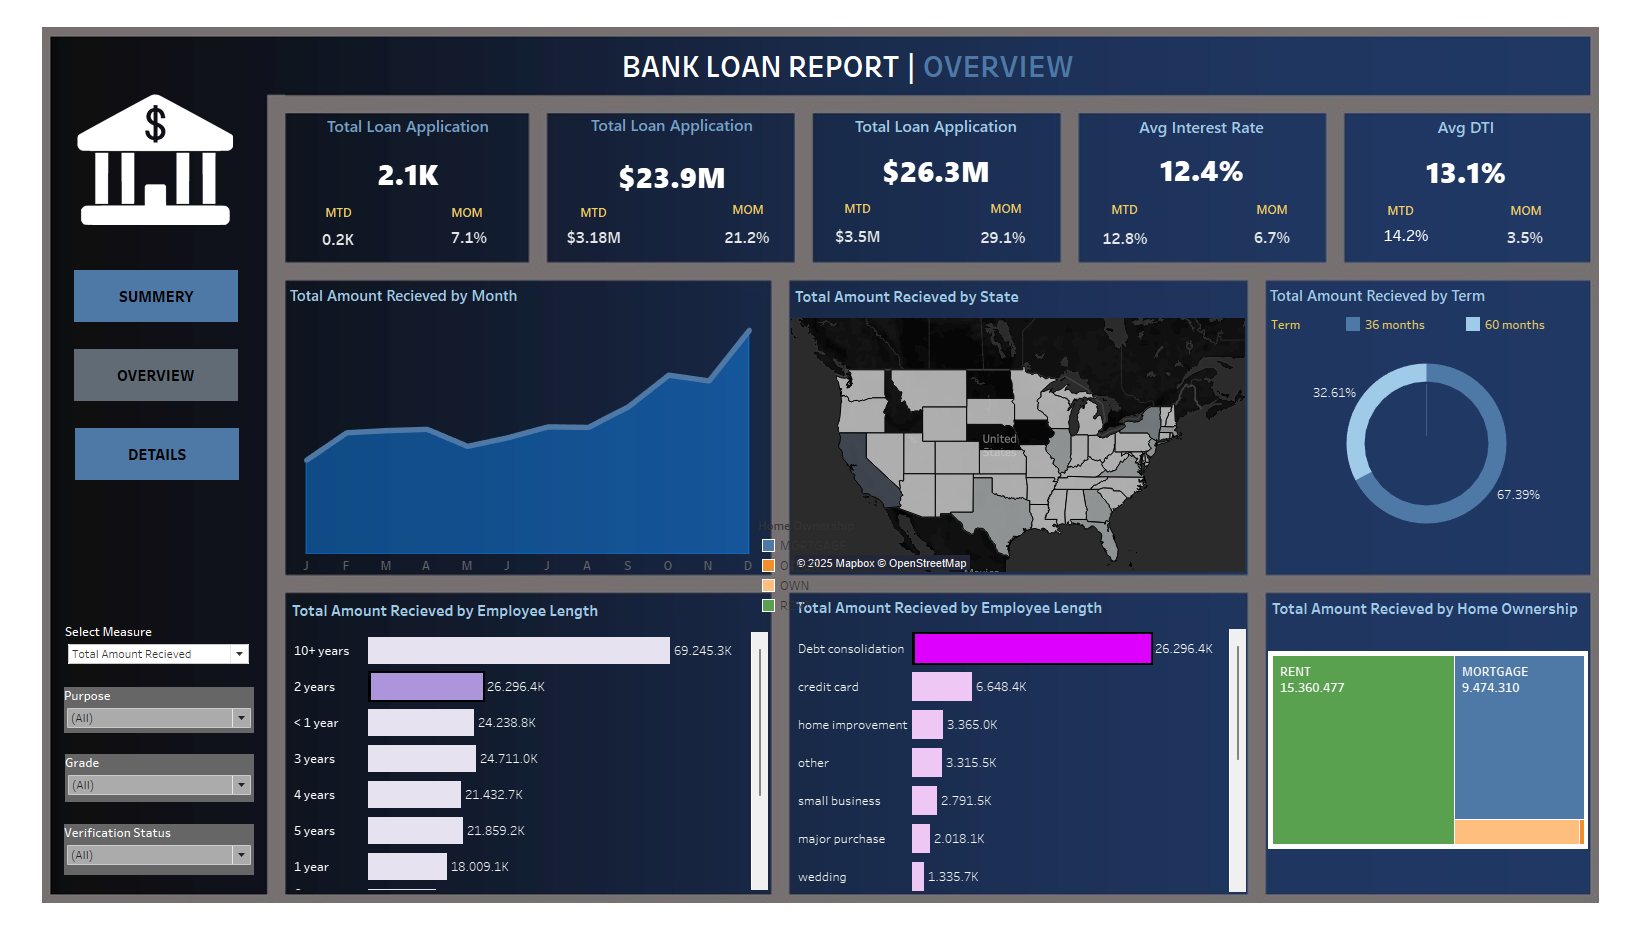 BANK LOAN REPORT | OVERVIEW
$
SUMMERY
OVERVIEW
DETAILS
Select Measure
Total Amount Recieved
Purpose
(All)
Grade
(All)
Verification Status
(All)
Total Loan Application
2.1K
MTD MOM
0.2K 7.1%
Total Loan Application
$23.9M
MTD MOM
$3.18M 21.2%
Total Loan Application
$26.3M
MTD MOM
$3.5M 29.1%
Avg Interest Rate
12.4%
MTD MOM
12.8% 6.7%
Avg DTI
13.1%
MTD MOM
14.2% 3.5%
Total Amount Recieved by Month
J F M A M J J A S O N D
Total Amount Recieved by State
United
States
Mexico
© 2025 Mapbox © OpenStreetMap
Home Ownership
MORTGAGE
OWN
Total Amount Recieved by Term
Term 36 months 60 months
32.61%
67.39%
Total Amount Recieved by Employee Length
10+ years 69.245.3K
2 years 26.296.4K
< 1 year 24.238.8K
3 years 24.711.0K
4 years 21.432.7K
5 years 21.859.2K
1 year 18.009.1K
Total Amount Recieved by Employee Length
Debt consolidation 26.296.4K
credit card 6.648.4K
home improvement 3.365.0K
other 3.315.5K
small business 2.791.5K
major purchase 2.018.1K
wedding 1.335.7K
Total Amount Recieved by Home Ownership
RENT
15.360.477
MORTGAGE
9.474.310